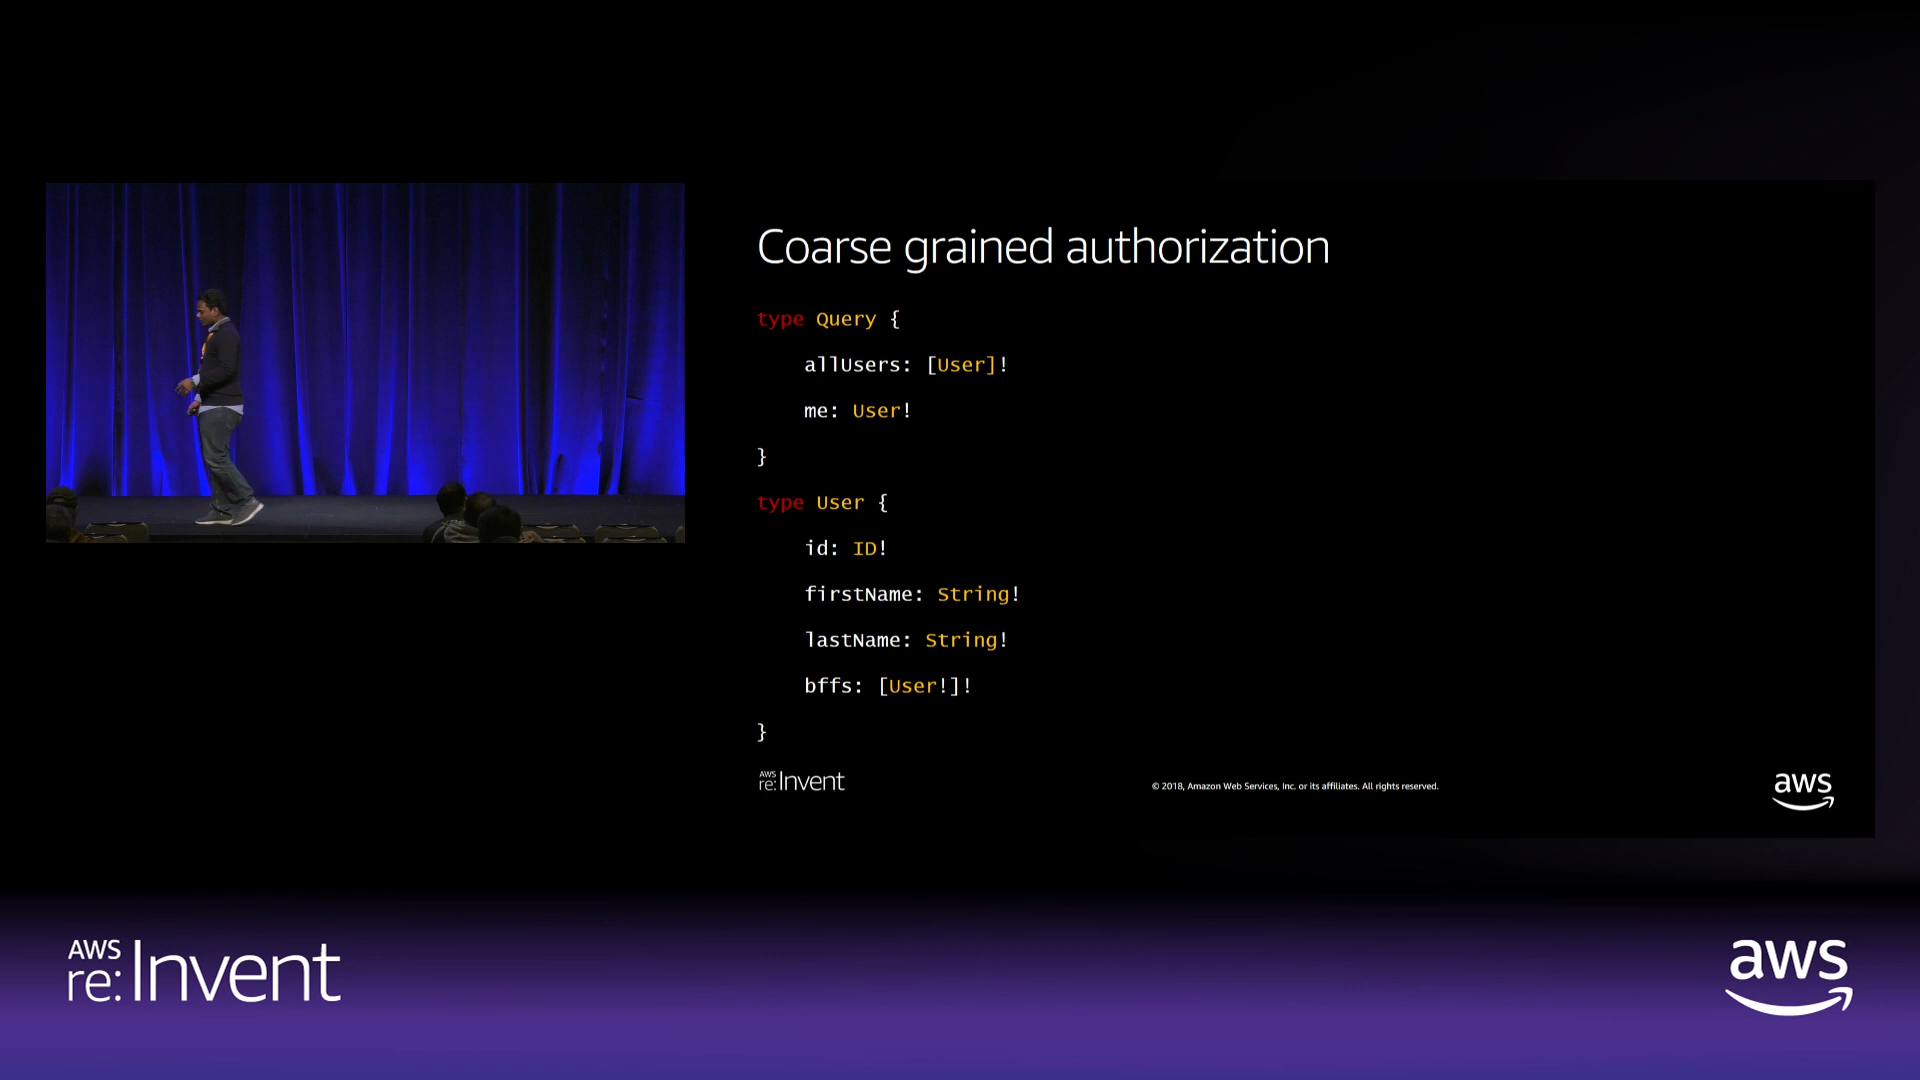 Coarse grained authorization
type Query {
allUsers: [User]!
me: User!
}
type User {
id: ID!
firstName: String!
lastName: String!
bffs: [User!]!
}
AWS
re:Invent
© 2018, Amazon Web Services, Inc. or its affiliates. All rights reserved.
aws
AWS
re:Invent
aws